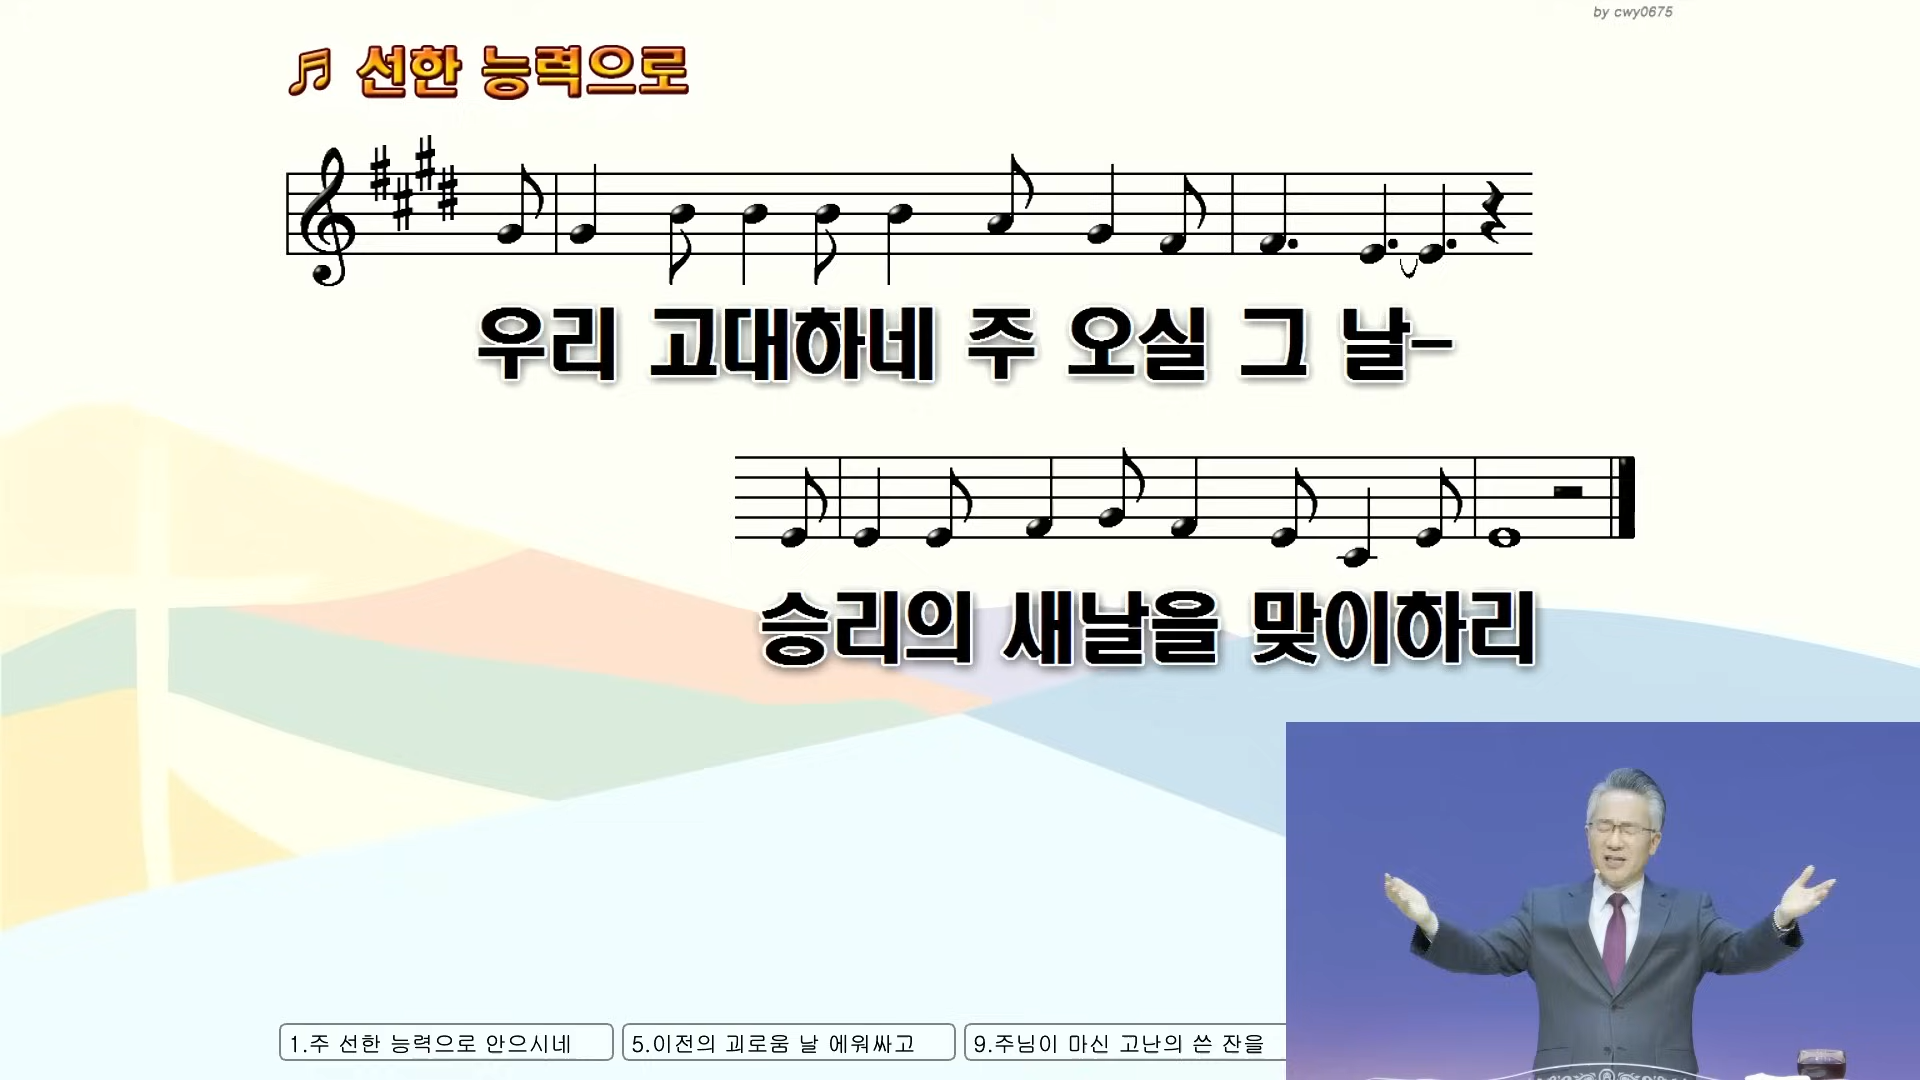 by cwy0675
선한 능력으로
우리 고대하네 주 오실 그 날-
승리의 새날을 맞이하리
1.주 선한 능력으로 안으시네
5.이전의 괴로움 날 에워싸고
9.주님이 마신 고난의 쓴 잔을